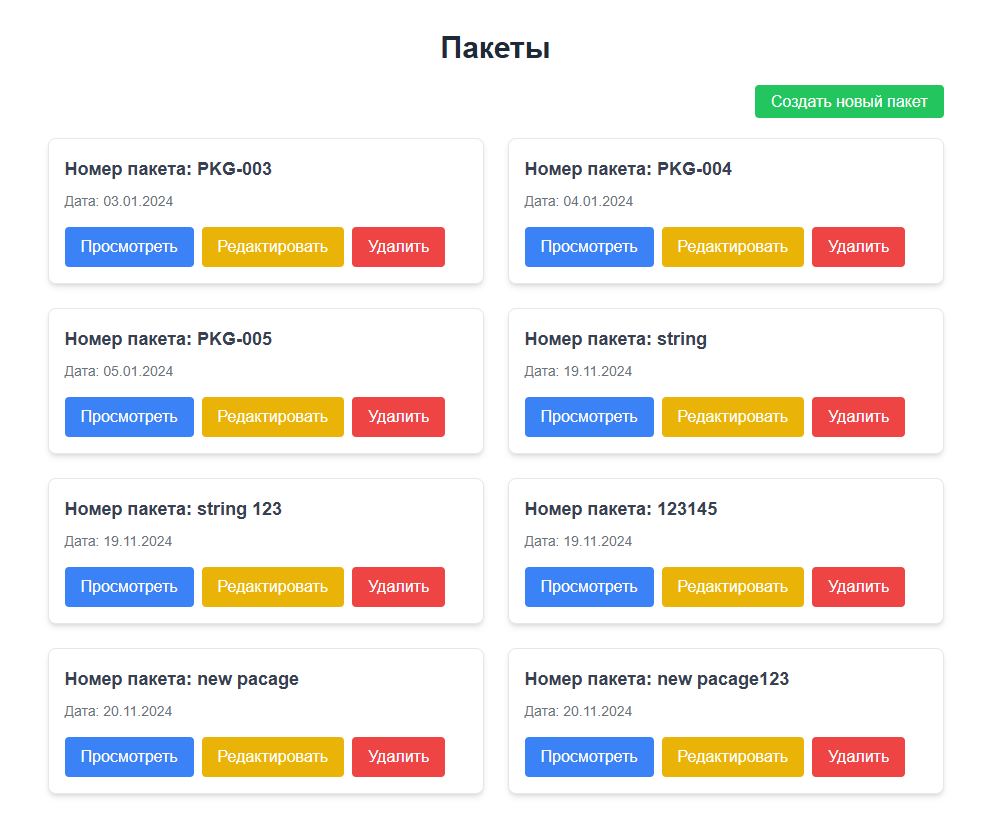 Пакеты
Создать новый пакет
Номер пакета: PKG-003
Дата: 03.01.2024
Просмотреть Редактировать Удалить
Номер пакета: PKG-004
Дата: 04.01.2024
Просмотреть Редактировать Удалить
Номер пакета: PKG-005
Дата: 05.01.2024
Просмотреть Редактировать Удалить
Номер пакета: string
Дата: 19.11.2024
Просмотреть Редактировать Удалить
Номер пакета: string 123
Дата: 19.11.2024
Просмотреть Редактировать Удалить
Номер пакета: 123145
Дата: 19.11.2024
Просмотреть Редактировать Удалить
Номер пакета: new pacage
Дата: 20.11.2024
Просмотреть Редактировать Удалить
Номер пакета: new pacage123
Дата: 20.11.2024
Просмотреть Редактировать Удалить